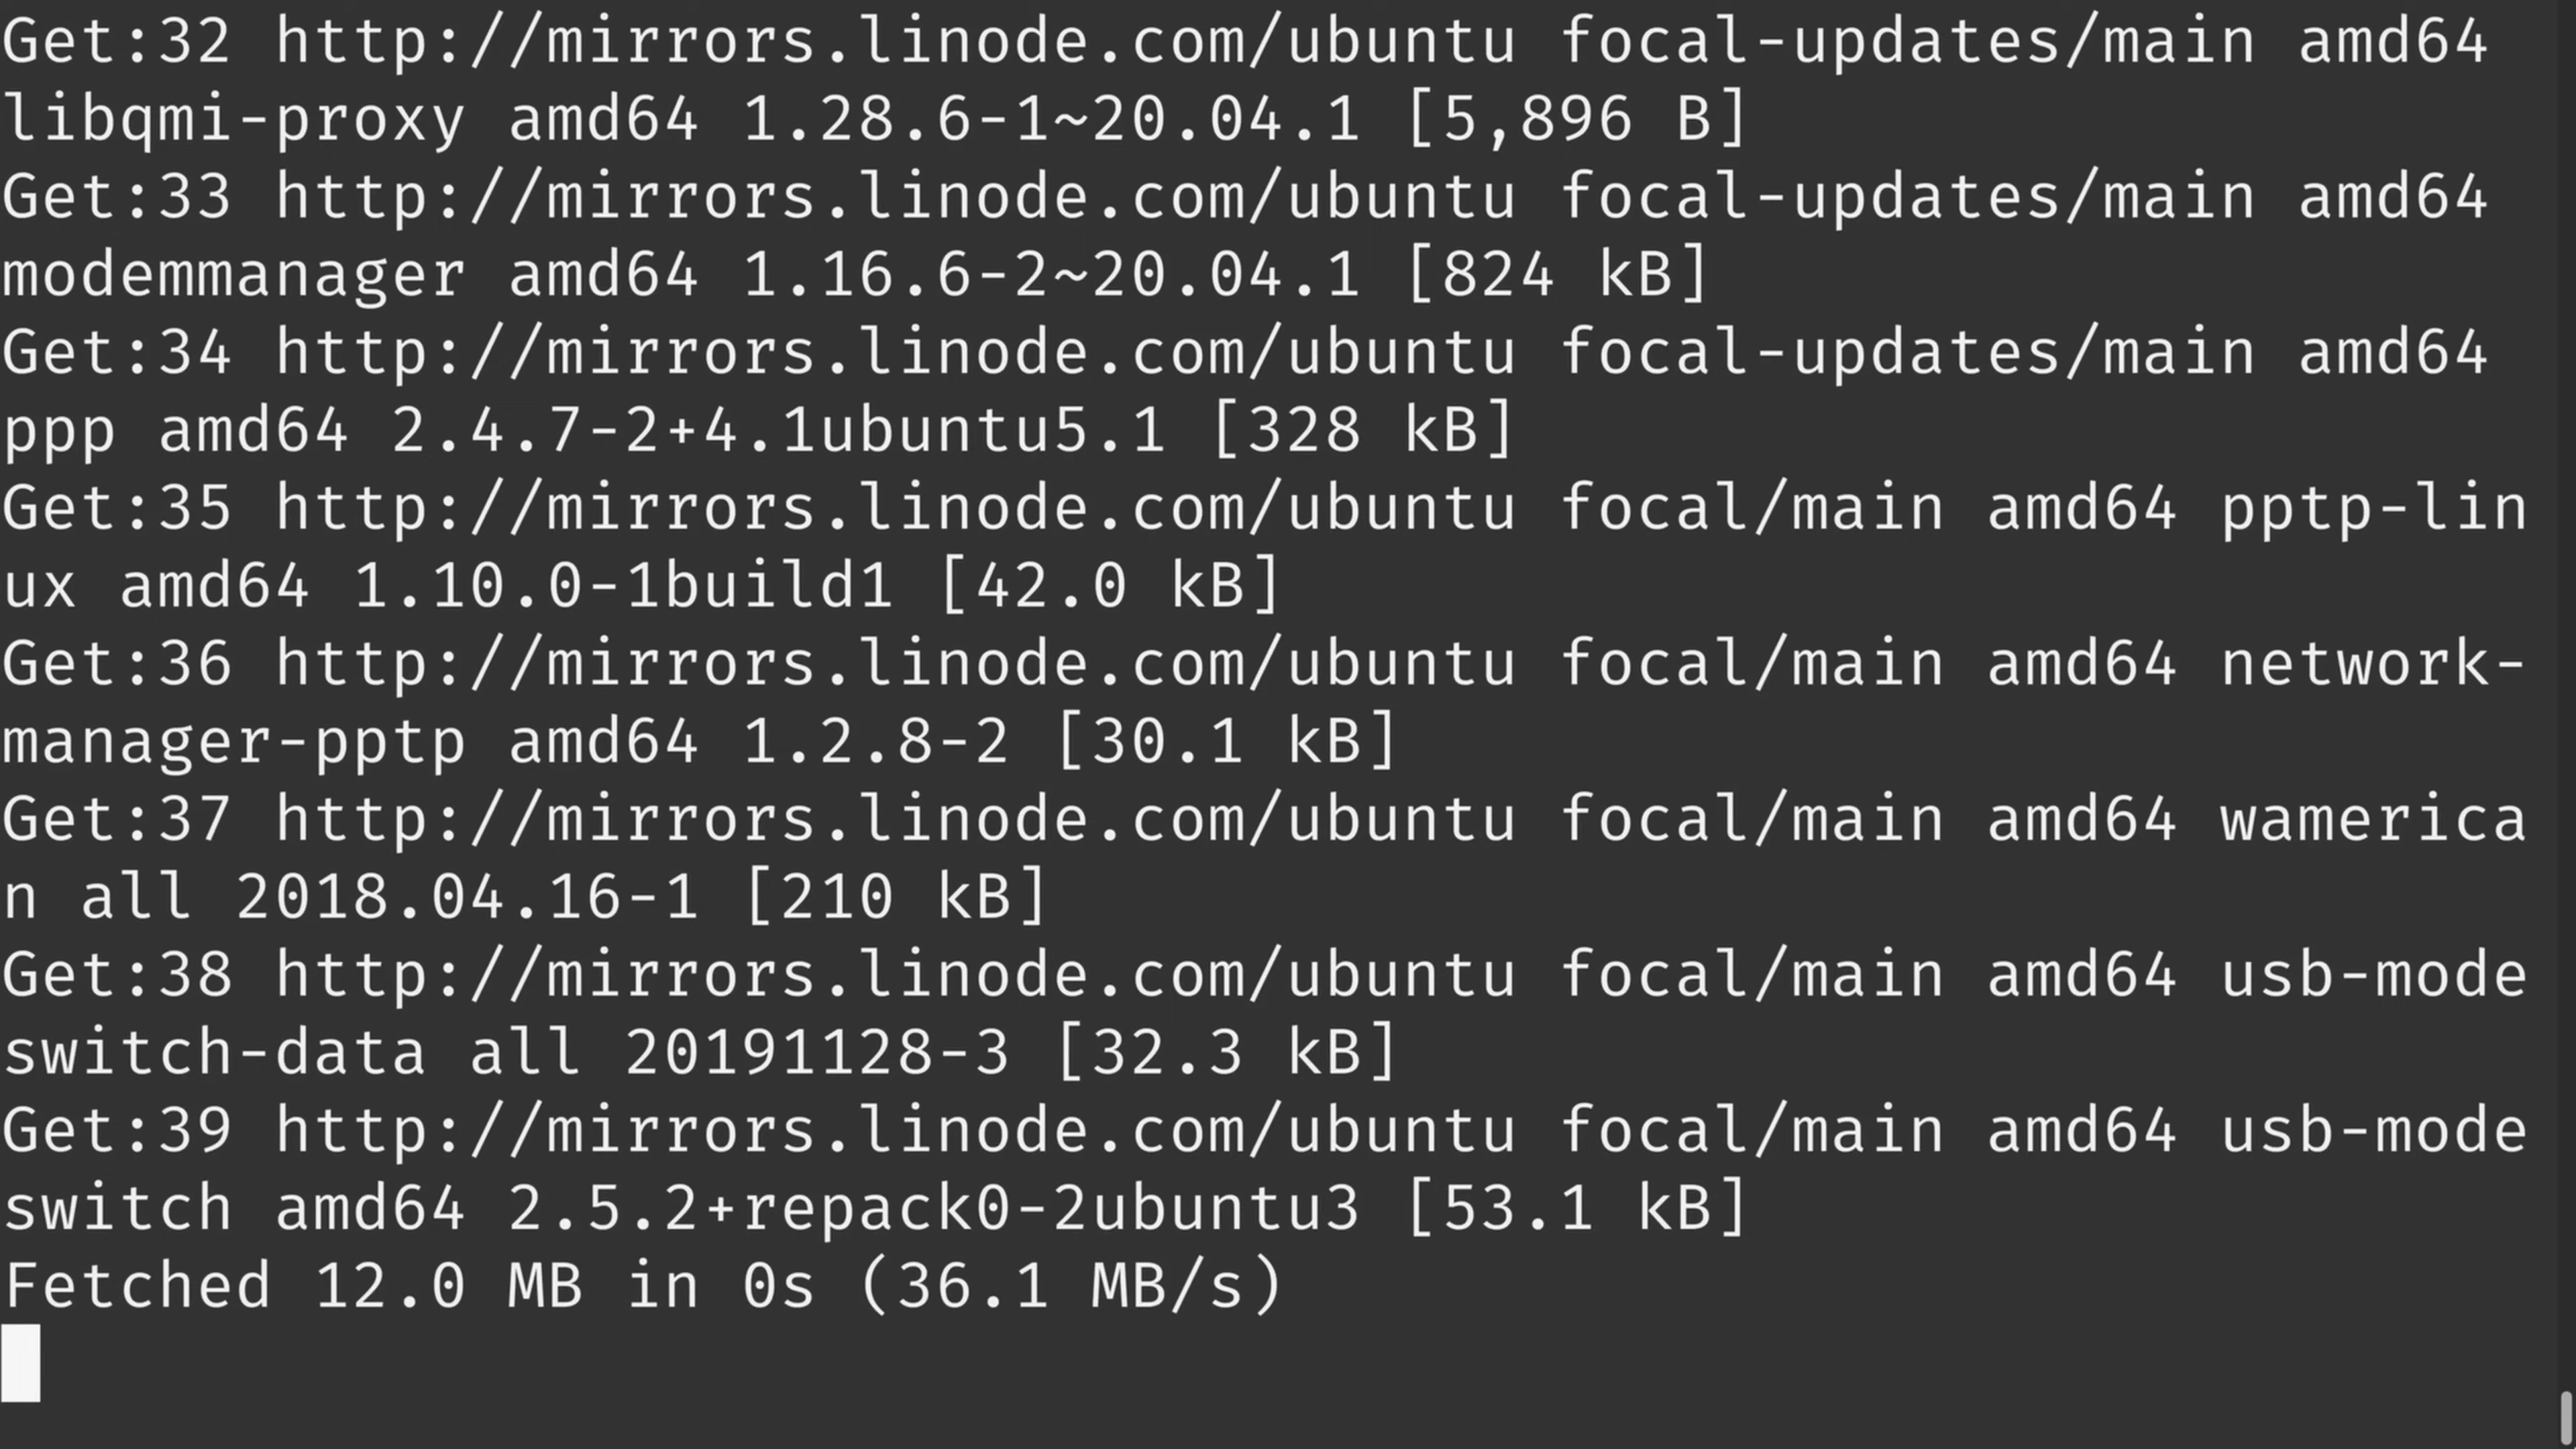 Get:32 http://mirrors.linode.com/ubuntu focal-updates/main amd64
libqmi-proxy amd64 1.28.6-1~20.04.1 [5,896 B]
Get:33 http://mirrors.linode.com/ubuntu focal-updates/main amd64
modemmanager amd64 1.16.6-2~20.04.1 [824 kB]
Get:34 http://mirrors.linode.com/ubuntu focal-updates/main amd64
ppp amd64 2.4.7-2+4.1ubuntu5.1 [328 kB]
Get:35 http://mirrors.linode.com/ubuntu focal/main amd64 pptp-lin
ux amd64 1.10.0-1build1 [42.0 kB]
Get:36 http://mirrors.linode.com/ubuntu focal/main amd64 network-
manager-pptp amd64 1.2.8-2 [30.1 kB]
Get:37 http://mirrors.linode.com/ubuntu focal/main amd64 wamerica
n all 2018.04.16-1 [210 kB]
Get:38 http://mirrors.linode.com/ubuntu focal/main amd64 usb-mode
switch-data all 20191128-3 [32.3 kB]
Get:39 http://mirrors.linode.com/ubuntu focal/main amd64 usb-mode
switch amd64 2.5.2+repack0-2ubuntu3 [53.1 kB]
Fetched 12.0 MB in 0s (36.1 MB/s)